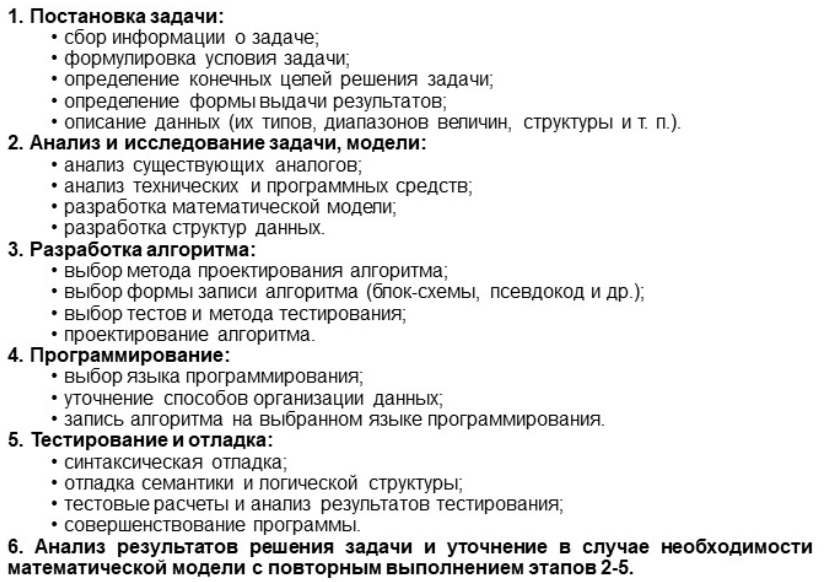 1. Постановка задачи:
• сбор информации о задаче;
• формулировка условия задачи;
• определение конечных целей решения задачи;
• определение формы выдачи результатов;
• описание данных (их типов, диапазонов величин, структуры и т. п.).
2. Анализ и исследование задачи, модели:
• анализ существующих аналогов;
• анализ технических и программных средств;
• разработка математической модели;
• разработка структур данных.
3. Разработка алгоритма:
• выбор метода проектирования алгоритма;
• выбор формы записи алгоритма (блок-схемы, псевдокод и др.);
• выбор тестов и метода тестирования;
• проектирование алгоритма.
4. Программирование:
• выбор языка программирования;
• уточнение способов организации данных;
• запись алгоритма на выбранном языке программирования.
5. Тестирование и отладка:
• синтаксическая отладка;
• отладка семантики и логической структуры;
• тестовые расчеты и анализ результатов тестирования;
• совершенствование программы.
6. Анализ результатов решения задачи и уточнение в случае необходимости
математической модели с повторным выполнением этапов 2-5.